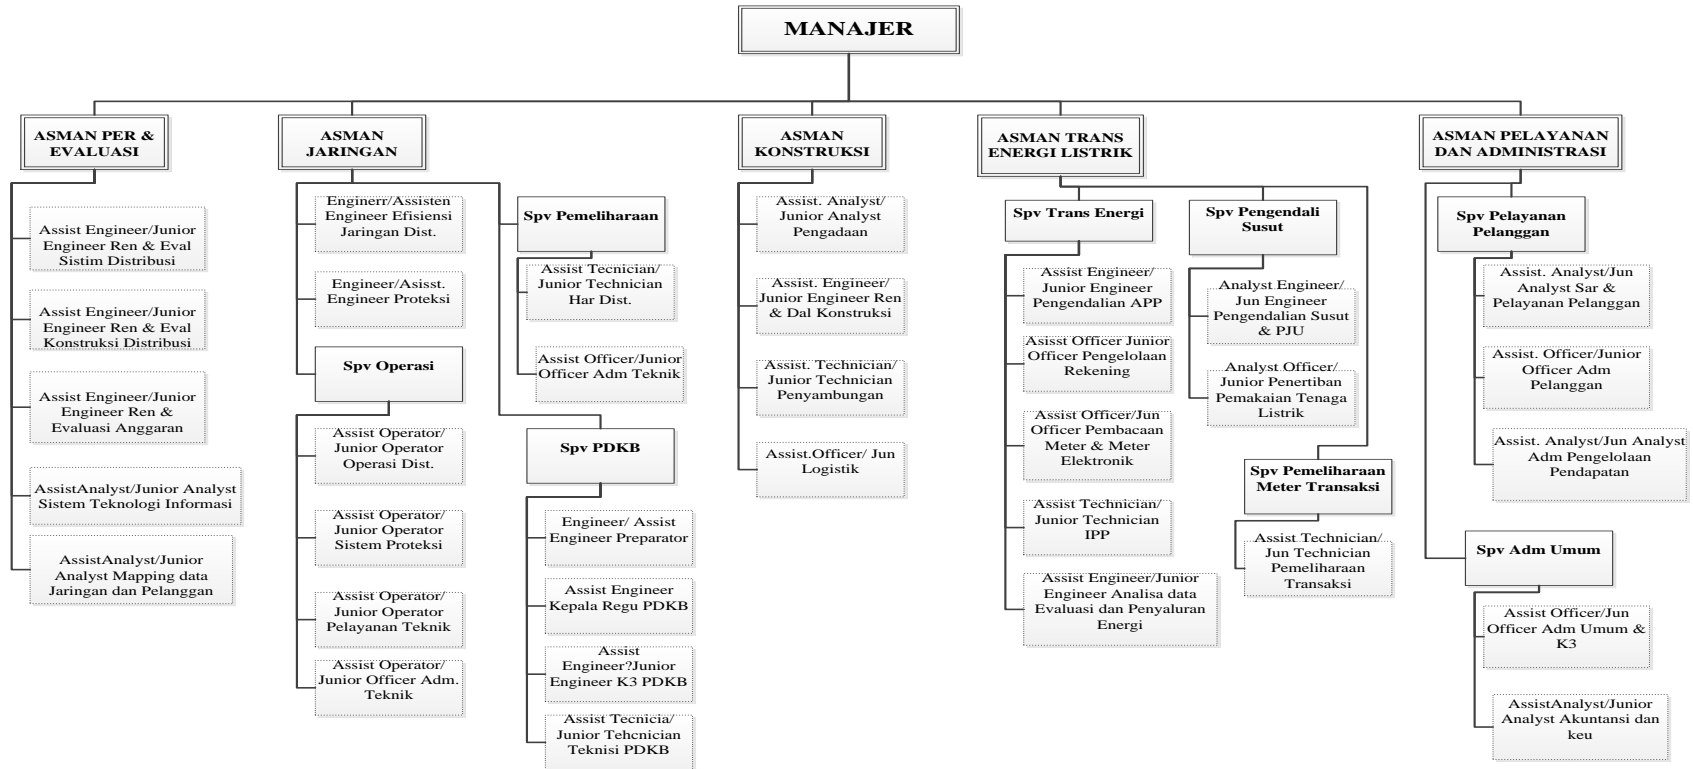 MANAJER
ASMAN PER &
EVALUASI
Assist Engineer/Junior
Engineer Ren & Eval
Sistim Distribusi
Assist Engineer/Junior
Engineer Ren & Eval
Konstruksi Distribusi
Assist Engineer/Junior
Engineer Ren &
Evaluasi Anggaran
AssistAnalyst/Junior Analyst
Sistem Teknologi Informasi
AssistAnalyst/Junior
Analyst Mapping data
Jaringan dan Pelanggan
ASMAN
JARINGAN
Enginerr/Assisten
Engineer Efisiensi
Jaringan Dist.
Engineer/Asisst.
Engineer Proteksi
Spv Operasi
Assist Operator/
Junior Operator
Operasi Dist.
Assist Operator/
Junior Operator
Sistem Proteksi
Assist Operator/
Junior Operator
Pelayanan Teknik
Assist Operator/
Junior Officer Adm.
Teknik
Spv Pemeliharaan
Assist Tecnician/
Junior Technician
Har Dist.
Assist Officer/Junior
Officer Adm Teknik
Spv PDKB
Engineer/ Assist
Engineer Preparator
Assist Engineer
Kepala Regu PDKB
Assist
Engineer?Junior
Engineer K3 PDKB
Assist Tecnicia/
Junior Tehcnician
Teknisi PDKB
ASMAN
KONSTRUKSI
Assist. Analyst/
Junior Analyst
Pengadaan
Assist. Engineer/
Junior Engineer Ren
& Dal Konstruksi
Assist. Technician/
Junior Technician
Penyambungan
Assist.Officer/ Jun
Logistik
ASMAN TRANS
ENERGI LISTRIK
Spv Trans Energi
Assist Engineer/
Junior Engineer
Pengendalian APP
Asisst Officer Junior
Officer Pengelolaan
Rekening
Assist Officer/Jun
Officer Pembacaan
Meter & Meter
Elektronik
Assist Technician/
Junior Technician
IPP
Assist Engineer/Junior
Engineer Analisa data
Evaluasi dan Penyaluran
Energi
Spv Pengendali
Susut
Analyst Engineer/
Jun Engineer
Pengendalian Susut
& PJU
Analyst Officer/
Junior Penertiban
Pemakaian Tenaga
Listrik
Spv Pemeliharaan
Meter Transaksi
Assist Technician/
Jun Technician
Pemeliharaan
Transaksi
ASMAN PELAYANAN
DAN ADMINISTRASI
Spv Pelayanan
Pelanggan
Assist. Analyst/Jun
Analyst Sar &
Pelayanan Pelanggan
Assist. Officer/Junior
Officer Adm
Pelanggan
Assist. Analyst/Jun Analyst
Adm Pengelolaan
Pendapatan
Spv Adm Umum
Assist Officer/Jun
Officer Adm Umum &
K3
AssistAnalyst/Junior
Analyst Akuntansi dan
keu